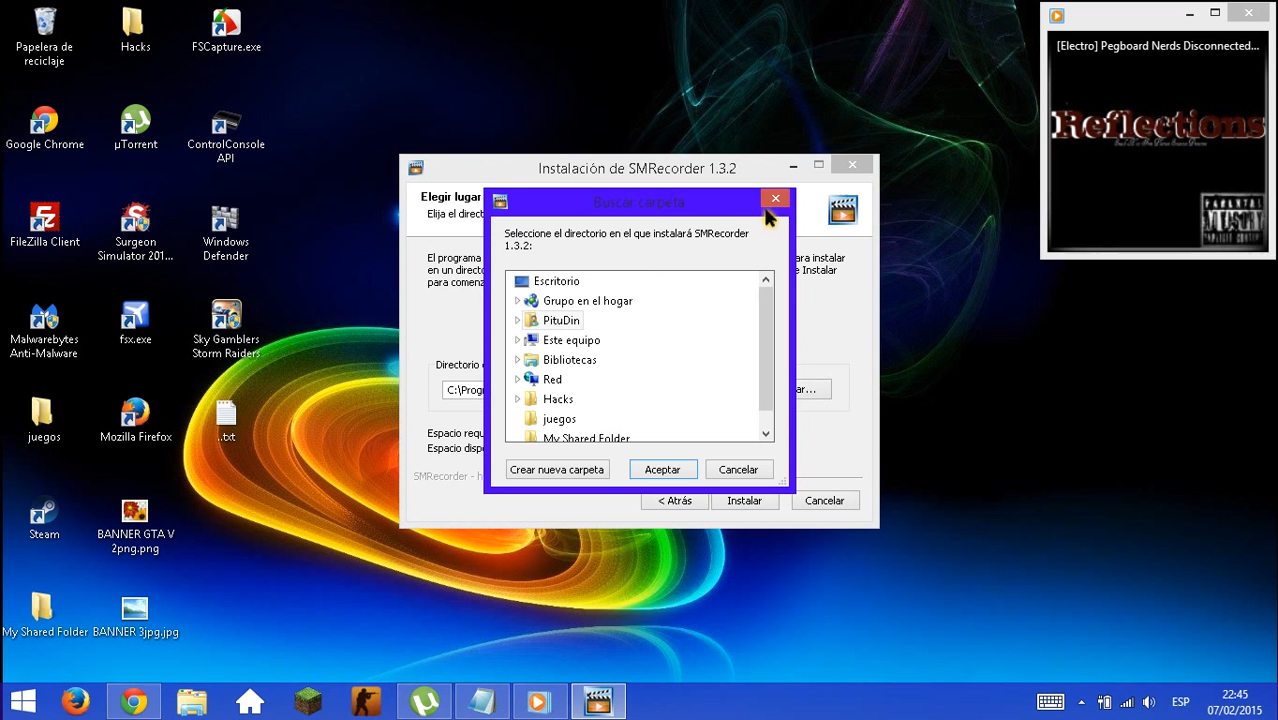 Papelera de
reciclaje
Hacks
FSCapture.exe
Google Chrome
µTorrent
ControlConsole
API
FileZilla Client
Surgeon
Simulator 201...
Windows
Defender
Malwarebytes
Anti-Malware
fsx.exe
Sky Gamblers
Storm Raiders
juegos
Mozilla Firefox
..txt
Steam
BANNER GTA V
2png.png
My Shared Folder
BANNER 3jpg.jpg
Instalación de SMRecorder 1.3.2
Elegir lugar
Elija el direct
El programa
en un directo
para comenz
ara instalar
e Instalar
Directorio
C:\Prog
ar...
Espacio requ
Espacio dispo
SMRecorder - h
< Atrás
Instalar
Cancelar
Buscar carpeta
Seleccione el directorio en el que instalará SMRecorder
1.3.2:
Escritorio
Grupo en el hogar
PituDin
Este equipo
Bibliotecas
Red
Hacks
juegos
My Shared Folder
Crear nueva carpeta
Aceptar
Cancelar
[Electro] Pegboard Nerds Disconnected...
Reflections
ESP
22:45
07/02/2015